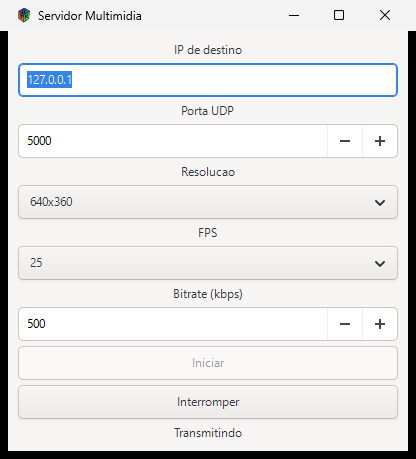 Servidor Multimidia
IP de destino
127.0.0.1
Porta UDP
5000
Resolucao
640x360
FPS
25
Bitrate (kbps)
500
Iniciar
Interromper
Transmitindo